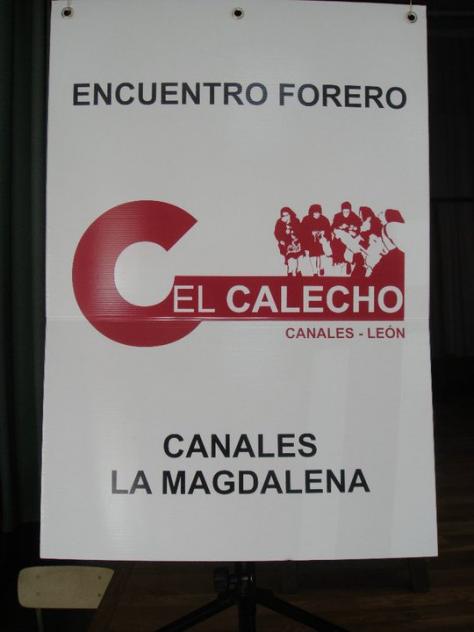 ENCUENTRO FORERO
EL CALECHO
CANALES - LEÓN
CANALES
LA MAGDALENA